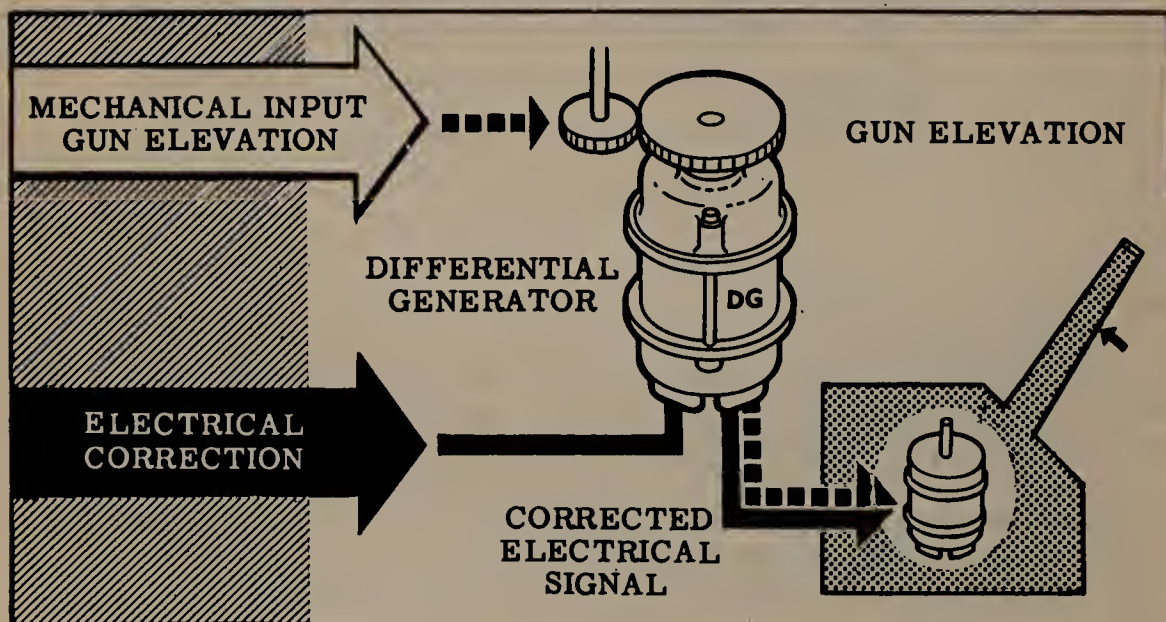 MECHANICAL INPUT
GUN ELEVATION
GUN ELEVATION
DIFFERENTIAL
GENERATOR
DG
ELECTRICAL
CORRECTION
CORRECTED
ELECTRICAL
SIGNAL